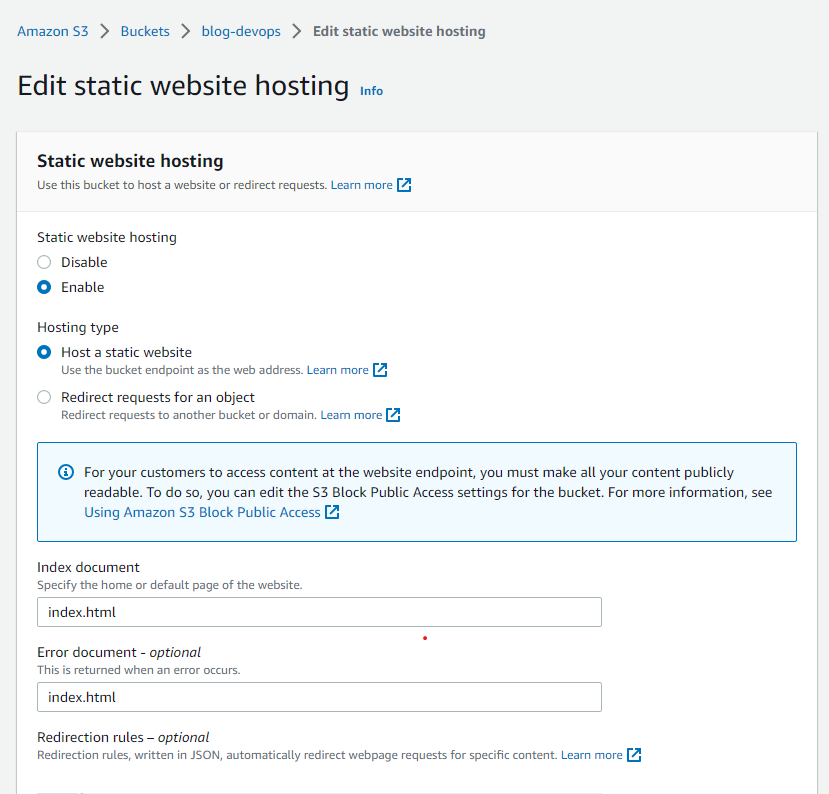 Amazon S3 > Buckets > blog-devops > Edit static website hosting
Edit static website hosting Info
Static website hosting
Use this bucket to host a website or redirect requests. Learn more
Static website hosting
Disable
Enable
Hosting type
Host a static website
Use the bucket endpoint as the web address. Learn more
Redirect requests for an object
Redirect requests to another bucket or domain. Learn more
For your customers to access content at the website endpoint, you must make all your content publicly
readable. To do so, you can edit the S3 Block Public Access settings for the bucket. For more information, see
Using Amazon S3 Block Public Access
Index document
Specify the home or default page of the website.
index.html
Error document - optional
This is returned when an error occurs.
index.html
Redirection rules – optional
Redirection rules, written in JSON, automatically redirect webpage requests for specific content. Learn more